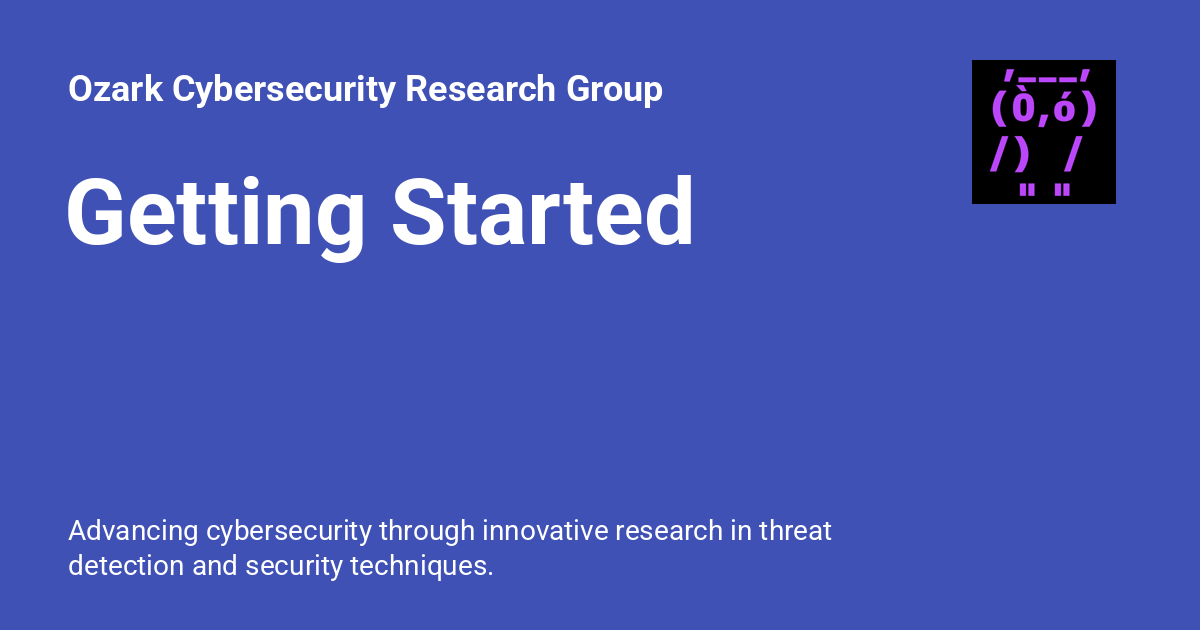 Ozark Cybersecurity Research Group
Getting Started
,___,
(Ò,ó)
/)  /
" "
Advancing cybersecurity through innovative research in threat
detection and security techniques.